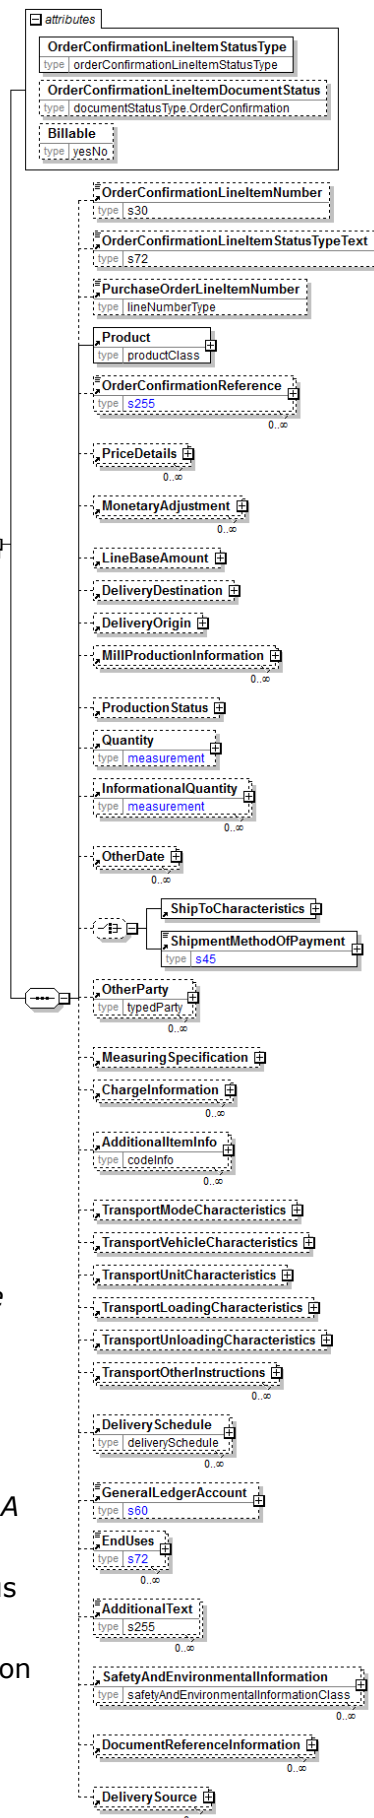 attributes
OrderConfirmationLineItemStatusType
type orderConfirmationLineItemStatusType
OrderConfirmationLineItemDocumentStatus
type documentStatusType.OrderConfirmation
Billable
type yesNo
OrderConfirmationLineItemNumber
type s30
OrderConfirmationLineItemStatusTypeText
type s72
PurchaseOrderLineItemNumber
type lineNumberType
Product
type productClass
OrderConfirmationReference
type s255
0..∞
PriceDetails
0..∞
MonetaryAdjustment
0..∞
LineBaseAmount
DeliveryDestination
DeliveryOrigin
MillProductionInformation
0..∞
ProductionStatus
Quantity
type measurement
InformationalQuantity
type measurement
0..∞
OtherDate
0..∞
ShipToCharacteristics
ShipmentMethodOfPayment
type s45
OtherParty
type typedParty
0..∞
MeasuringSpecification
ChargeInformation
0..∞
AdditionalItemInfo
type codeInfo
0..∞
TransportModeCharacteristics
TransportVehicleCharacteristics
TransportUnitCharacteristics
e
TransportLoadingCharacteristics
TransportUnloadingCharacteristics
TransportOtherInstructions
0..∞
DeliverySchedule
type deliverySchedule
0..∞
GeneralLedgerAccount
A
type s60
EndUses
type s72
0..∞
us
AdditionalText
type s255
0..∞
on
SafetyAndEnvironmentalInformation
type safetyAndEnvironmentalInformationClass
0..∞
DocumentReferenceInformation
0..∞
DeliverySource